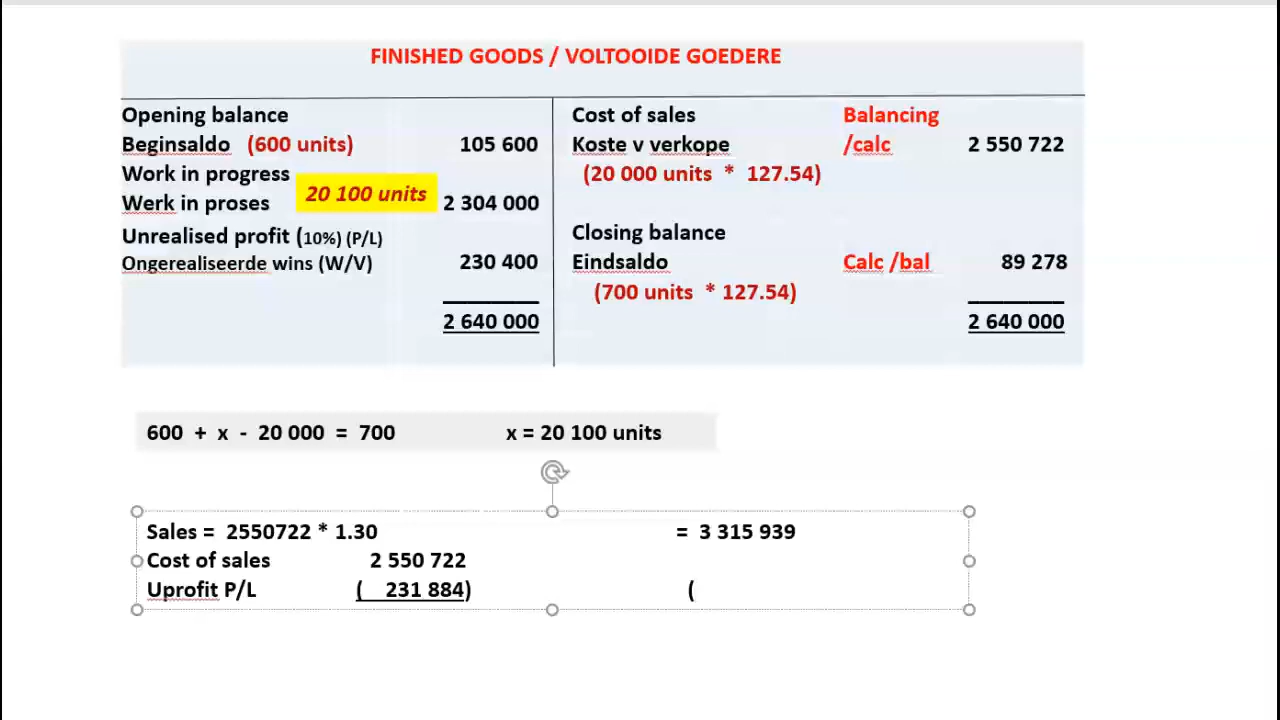 FINISHED GOODS / VOLTOOIDE GOEDERE
Opening balance
Beginsaldo (600 units) 105 600
Work in progress
20 100 units
Werk in proses 2 304 000
Unrealised profit (10%) (P/L)
Ongerealiseerde wins (W/V) 230 400
2 640 000
Cost of sales Balancing
Koste v verkope /calc 2 550 722
(20 000 units * 127.54)
Closing balance
Eindsaldo Calc /bal 89 278
(700 units * 127.54)
2 640 000
600 + x - 20 000 = 700 x = 20 100 units
Sales = 2550722 * 1.30 = 3 315 939
Cost of sales 2 550 722
Uprofit P/L ( 231 884) (